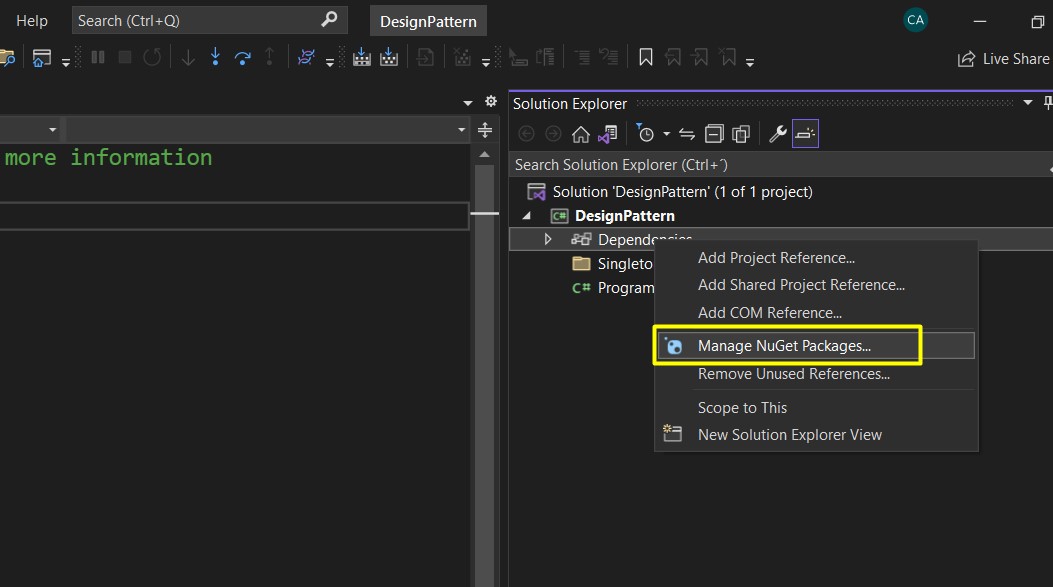 Help
Search (Ctrl+Q)
DesignPattern
CA
Live Share
Solution Explorer
more information
Search Solution Explorer (Ctrl+´)
Solution 'DesignPattern' (1 of 1 project)
C# DesignPattern
Dependencies
Singleto
C# Program
Add Project Reference...
Add Shared Project Reference...
Add COM Reference...
Manage NuGet Packages...
Remove Unused References...
Scope to This
New Solution Explorer View